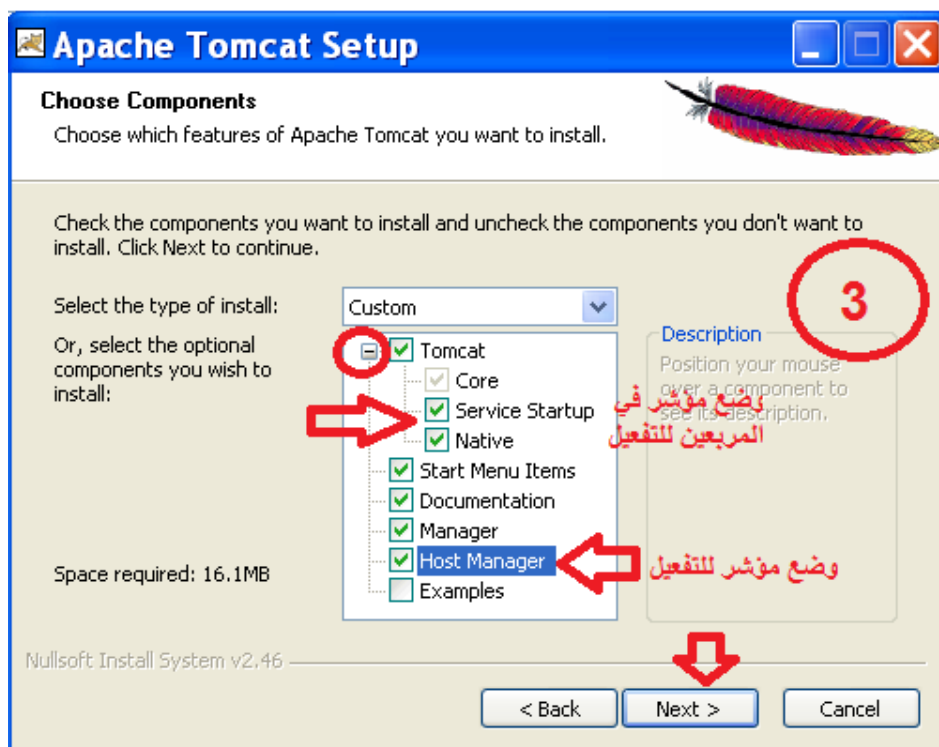 Apache Tomcat Setup
Choose Components
Choose which features of Apache Tomcat you want to install.
Check the components you want to install and uncheck the components you don't want to
install. Click Next to continue.
3
Select the type of install:
Custom
Or, select the optional
components you wish to
install:
Tomcat
Core
Service Startup
Native
Start Menu Items
Documentation
Manager
Host Manager
Examples
Description
Position your mouse
over a component to
see its description.
وضع مؤشر في
المربعين للتفعيل
وضع مؤشر للتفعيل
Space required: 16.1MB
Nullsoft Install System v2.46
< Back
Next >
Cancel